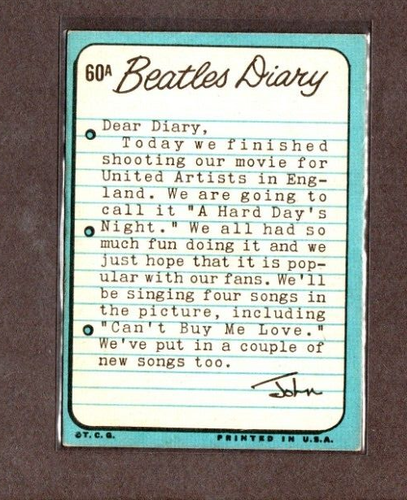 60A Beatles Diary
Dear Diary,
Today we finished
shooting our movie for
United Artists in Eng-
land. We are going to
call it "A Hard Day's
Night." We all had so
much fun doing it and we
just hope that it is pop-
ular with our fans. We'll
be singing four songs in
the picture, including
"Can't Buy Me Love."
We've put in a couple of
new songs too.
John
©T.C.G. PRINTED IN U.S.A.